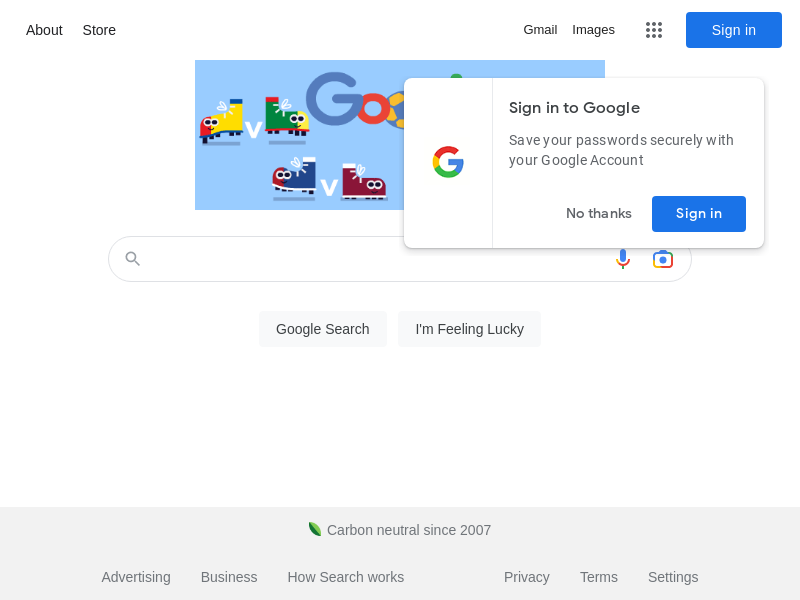 About Store Gmail Images Sign in
V Goo
V
Sign in to Google
Save your passwords securely with
your Google Account
No thanks Sign in
Google Search I'm Feeling Lucky
Carbon neutral since 2007
Advertising Business How Search works Privacy Terms Settings